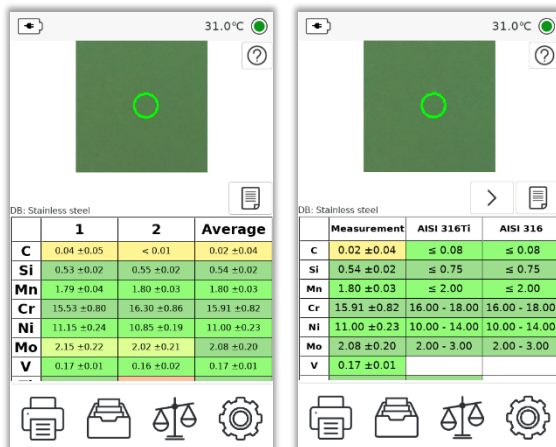 31.0°C
?
DB: Stainless steel
1 2 Average
C 0.04 ±0.05 < 0.01 0.02 ±0.04
Si 0.53 ±0.02 0.55 ±0.02 0.54 ±0.02
Mn 1.79 ±0.04 1.80 ±0.03 1.80 ±0.03
Cr 15.53 ±0.80 16.30 ±0.86 15.91 ±0.82
Ni 11.15 ±0.24 10.85 ±0.19 11.00 ±0.23
Mo 2.15 ±0.22 2.02 ±0.21 2.08 ±0.20
V 0.17 ±0.01 0.16 ±0.02 0.17 ±0.01
31.0°C
?
>
DB: Stainless steel
Measurement AISI 316Ti AISI 316
C 0.02 ±0.04 ≤ 0.08 ≤ 0.08
Si 0.54 ±0.02 ≤ 0.75 ≤ 0.75
Mn 1.80 ±0.03 ≤ 2.00 ≤ 2.00
Cr 15.91 ±0.82 16.00 - 18.00 16.00 - 18.00
Ni 11.00 ±0.23 10.00 - 14.00 10.00 - 14.00
Mo 2.08 ±0.20 2.00 - 3.00 2.00 - 3.00
V 0.17 ±0.01